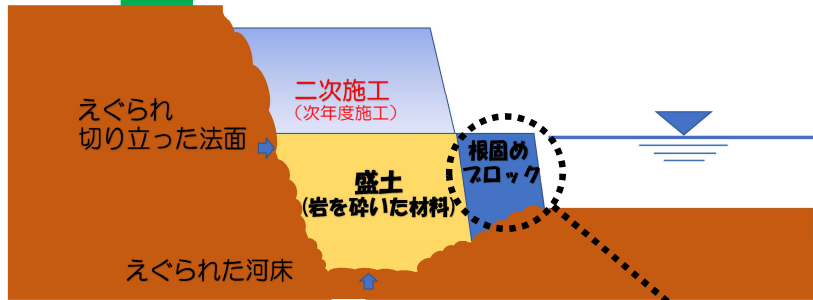 二次施工
（次年度施工）
えぐられ
切り立った法面
根固め
ブロック
盛土
(岩を砕いた材料)
えぐられた河床